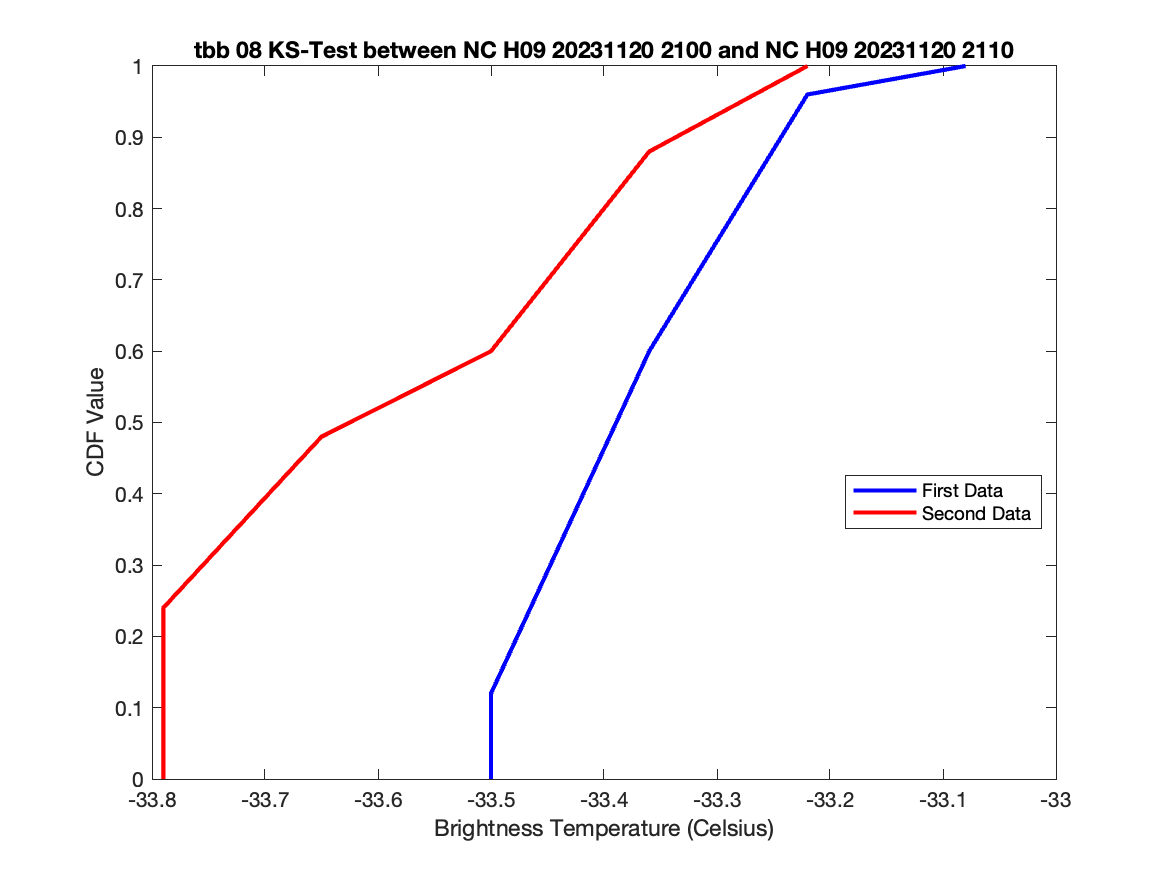 tbb 08 KS-Test between NC H09 20231120 2100 and NC H09 20231120 2110
1
0.9
0.8
0.7
0.6
0.5
0.4
0.3
0.2
0.1
0
CDF Value
First Data
Second Data
-33.8 -33.7 -33.6 -33.5 -33.4 -33.3 -33.2 -33.1 -33
Brightness Temperature (Celsius)